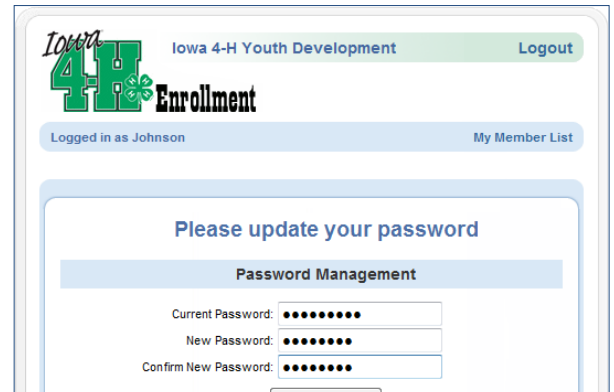 Iowa
4-H
Enrollment
Iowa 4-H Youth Development Logout
Logged in as Johnson My Member List
Please update your password
Password Management
Current Password: ●●●●●●●●●
New Password: ●●●●●●●●
Confirm New Password: ●●●●●●●●